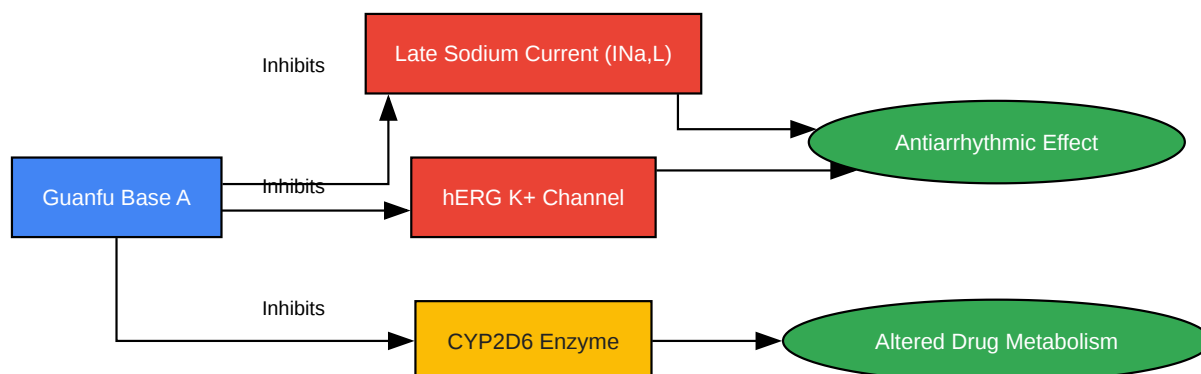 Inhibits
Late Sodium Current (INa,L)
Antiarrhythmic Effect
Guanfu Base A
Inhibits
hERG K+ Channel
Inhibits
CYP2D6 Enzyme
Altered Drug Metabolism